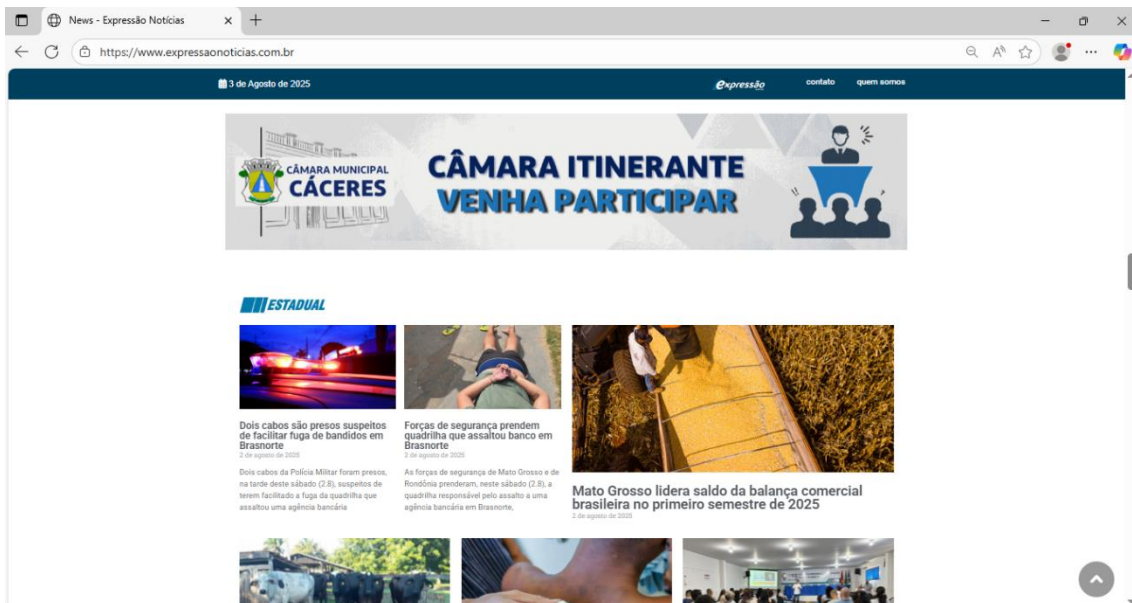 News - Expressão Notícias
https://www.expressaonoticias.com.br
3 de Agosto de 2025
expressão
contato
quem somos
CÂMARA MUNICIPAL
CÁCERES
CÂMARA ITINERANTE
VENHA PARTICIPAR
ESTADUAL
Dois cabos são presos suspeitos
de facilitar fuga de bandidos em
Brasnorte
2 de agosto de 2025
Dois cabos da Polícia Militar foram presos,
na tarde deste sábado (2.8), suspeitos de
terem facilitado a fuga da quadrilha que
assaltou uma agência bancária
Forças de segurança prendem
quadrilha que assaltou banco em
Brasnorte
2 de agosto de 2025
As forças de segurança de Mato Grosso e de
Rondônia prenderam, neste sábado (2.8), a
quadrilha responsável pelo assalto a uma
agência bancária em Brasnorte,
Mato Grosso lidera saldo da balança comercial
brasileira no primeiro semestre de 2025
2 de agosto de 2025